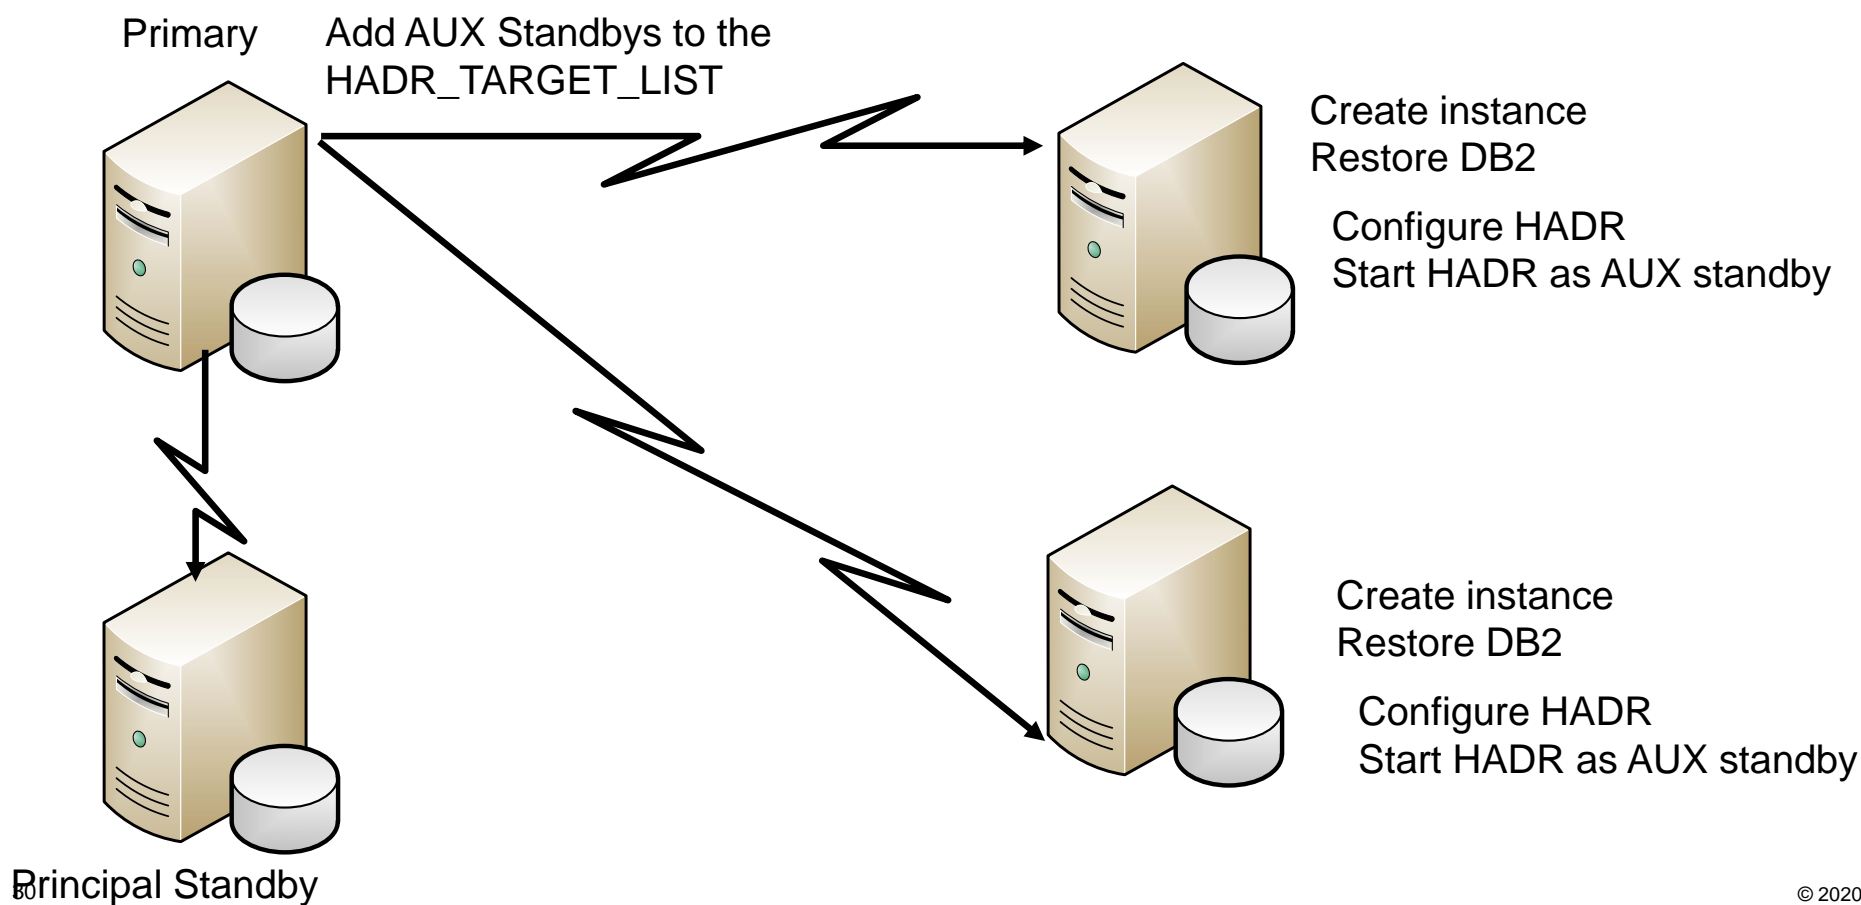 Primary
Add AUX Standbys to the
HADR_TARGET_LIST
Create instance
Restore DB2
Configure HADR
Start HADR as AUX standby
Create instance
Restore DB2
Configure HADR
Start HADR as AUX standby
Principal Standby
30
© 2020